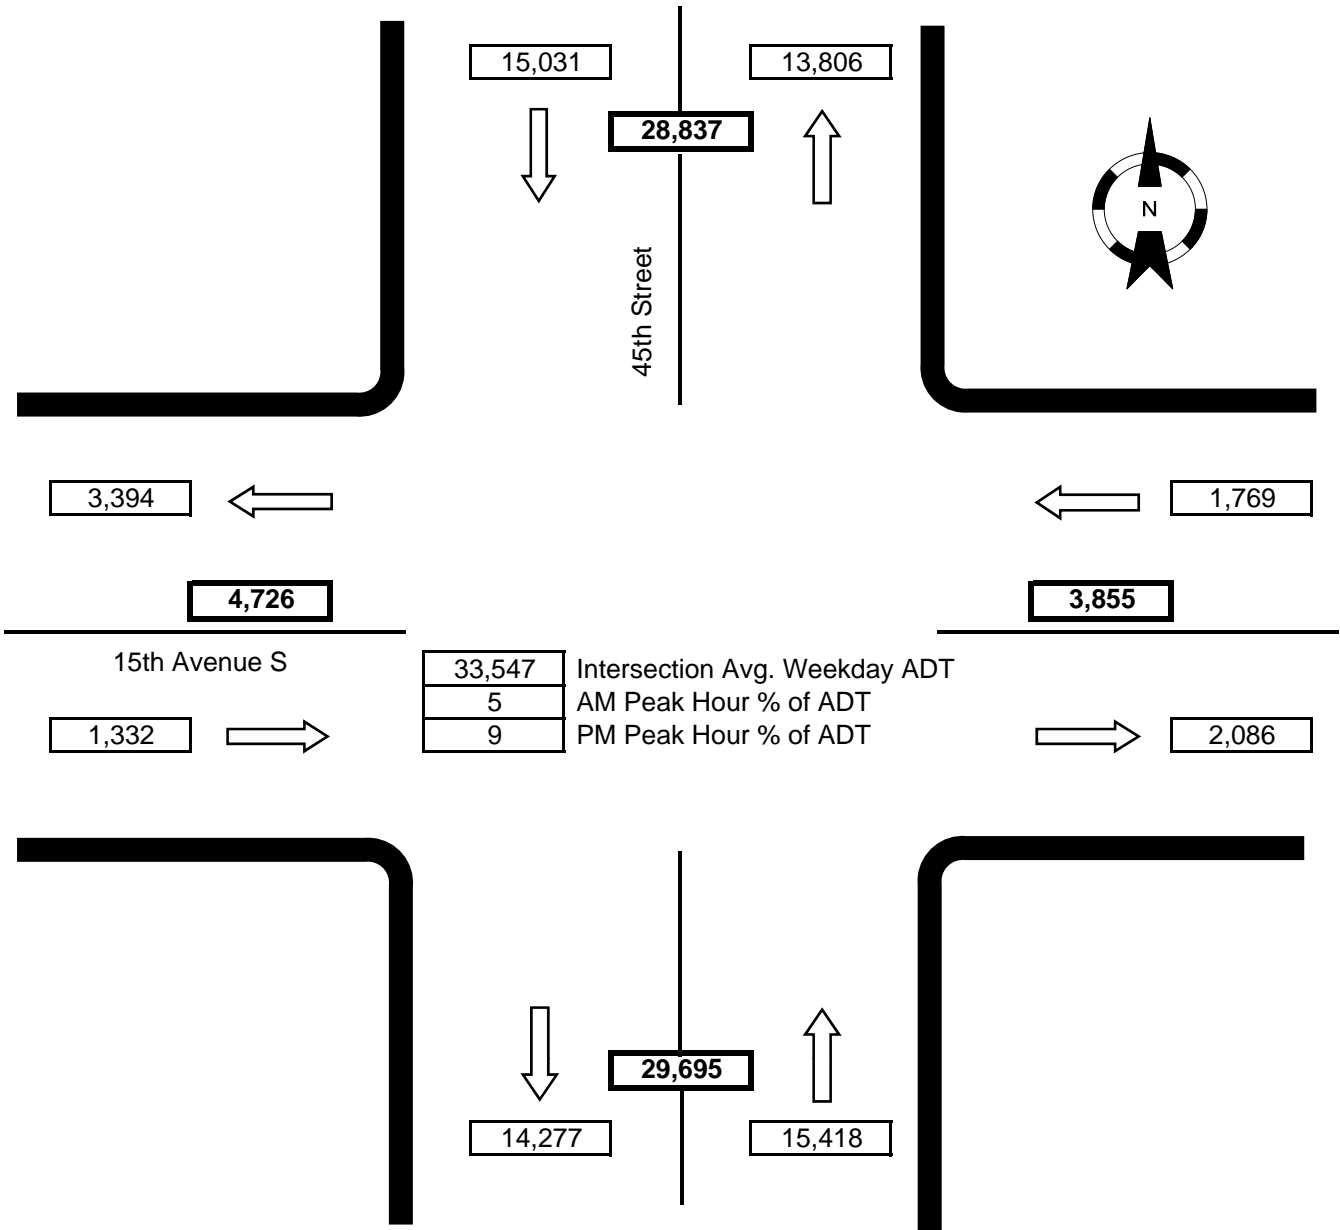 15,031
13,806
28,837
N
45th Street
3,394
1,769
4,726
3,855
15th Avenue S
33,547 Intersection Avg. Weekday ADT
5 AM Peak Hour % of ADT
9 PM Peak Hour % of ADT
1,332
2,086
29,695
14,277
15,418